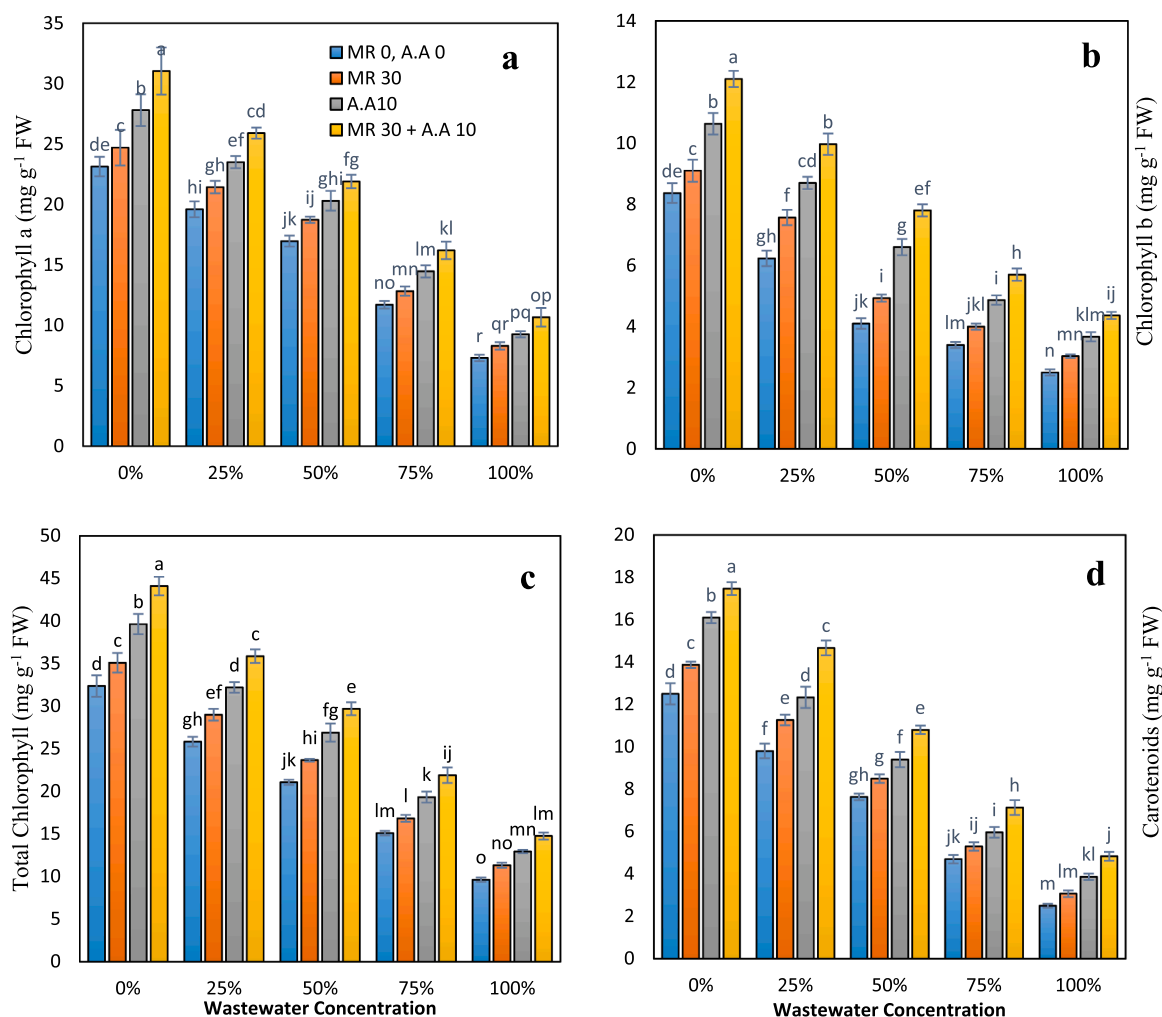 a
MR 0, A.A 0
MR 30
A.A10
MR 30 + A.A 10
Chlorophyll a (mg g-1 FW
35
30
25
20
15
10
5
0
de c b a
hi gh ef cd
jk ij ghi fg
no mn lm kl
r qr pq op
0% 25% 50% 75% 100%
b
Chlorophyll b (mg g-1 FW)
14
12
10
8
6
4
2
0
de c b a
gh f cd b
jk i g ef
lm jkl i h
n mn klm ij
0% 25% 50% 75% 100%
c
Total Chlorophyll (mg g-1 FW)
50
45
40
35
30
25
20
15
10
5
0
d c b a
gh ef d c
jk hi fg e
lm l k ij
o no mn lm
0% 25% 50% 75% 100%
Wastewater Concentration
d
Carotenoids (mg g-1 FW)
20
18
16
14
12
10
8
6
4
2
0
d c b a
f e d c
gh g f e
jk ij i h
m lm kl j
0% 25% 50% 75% 100%
Wastewater Concentration